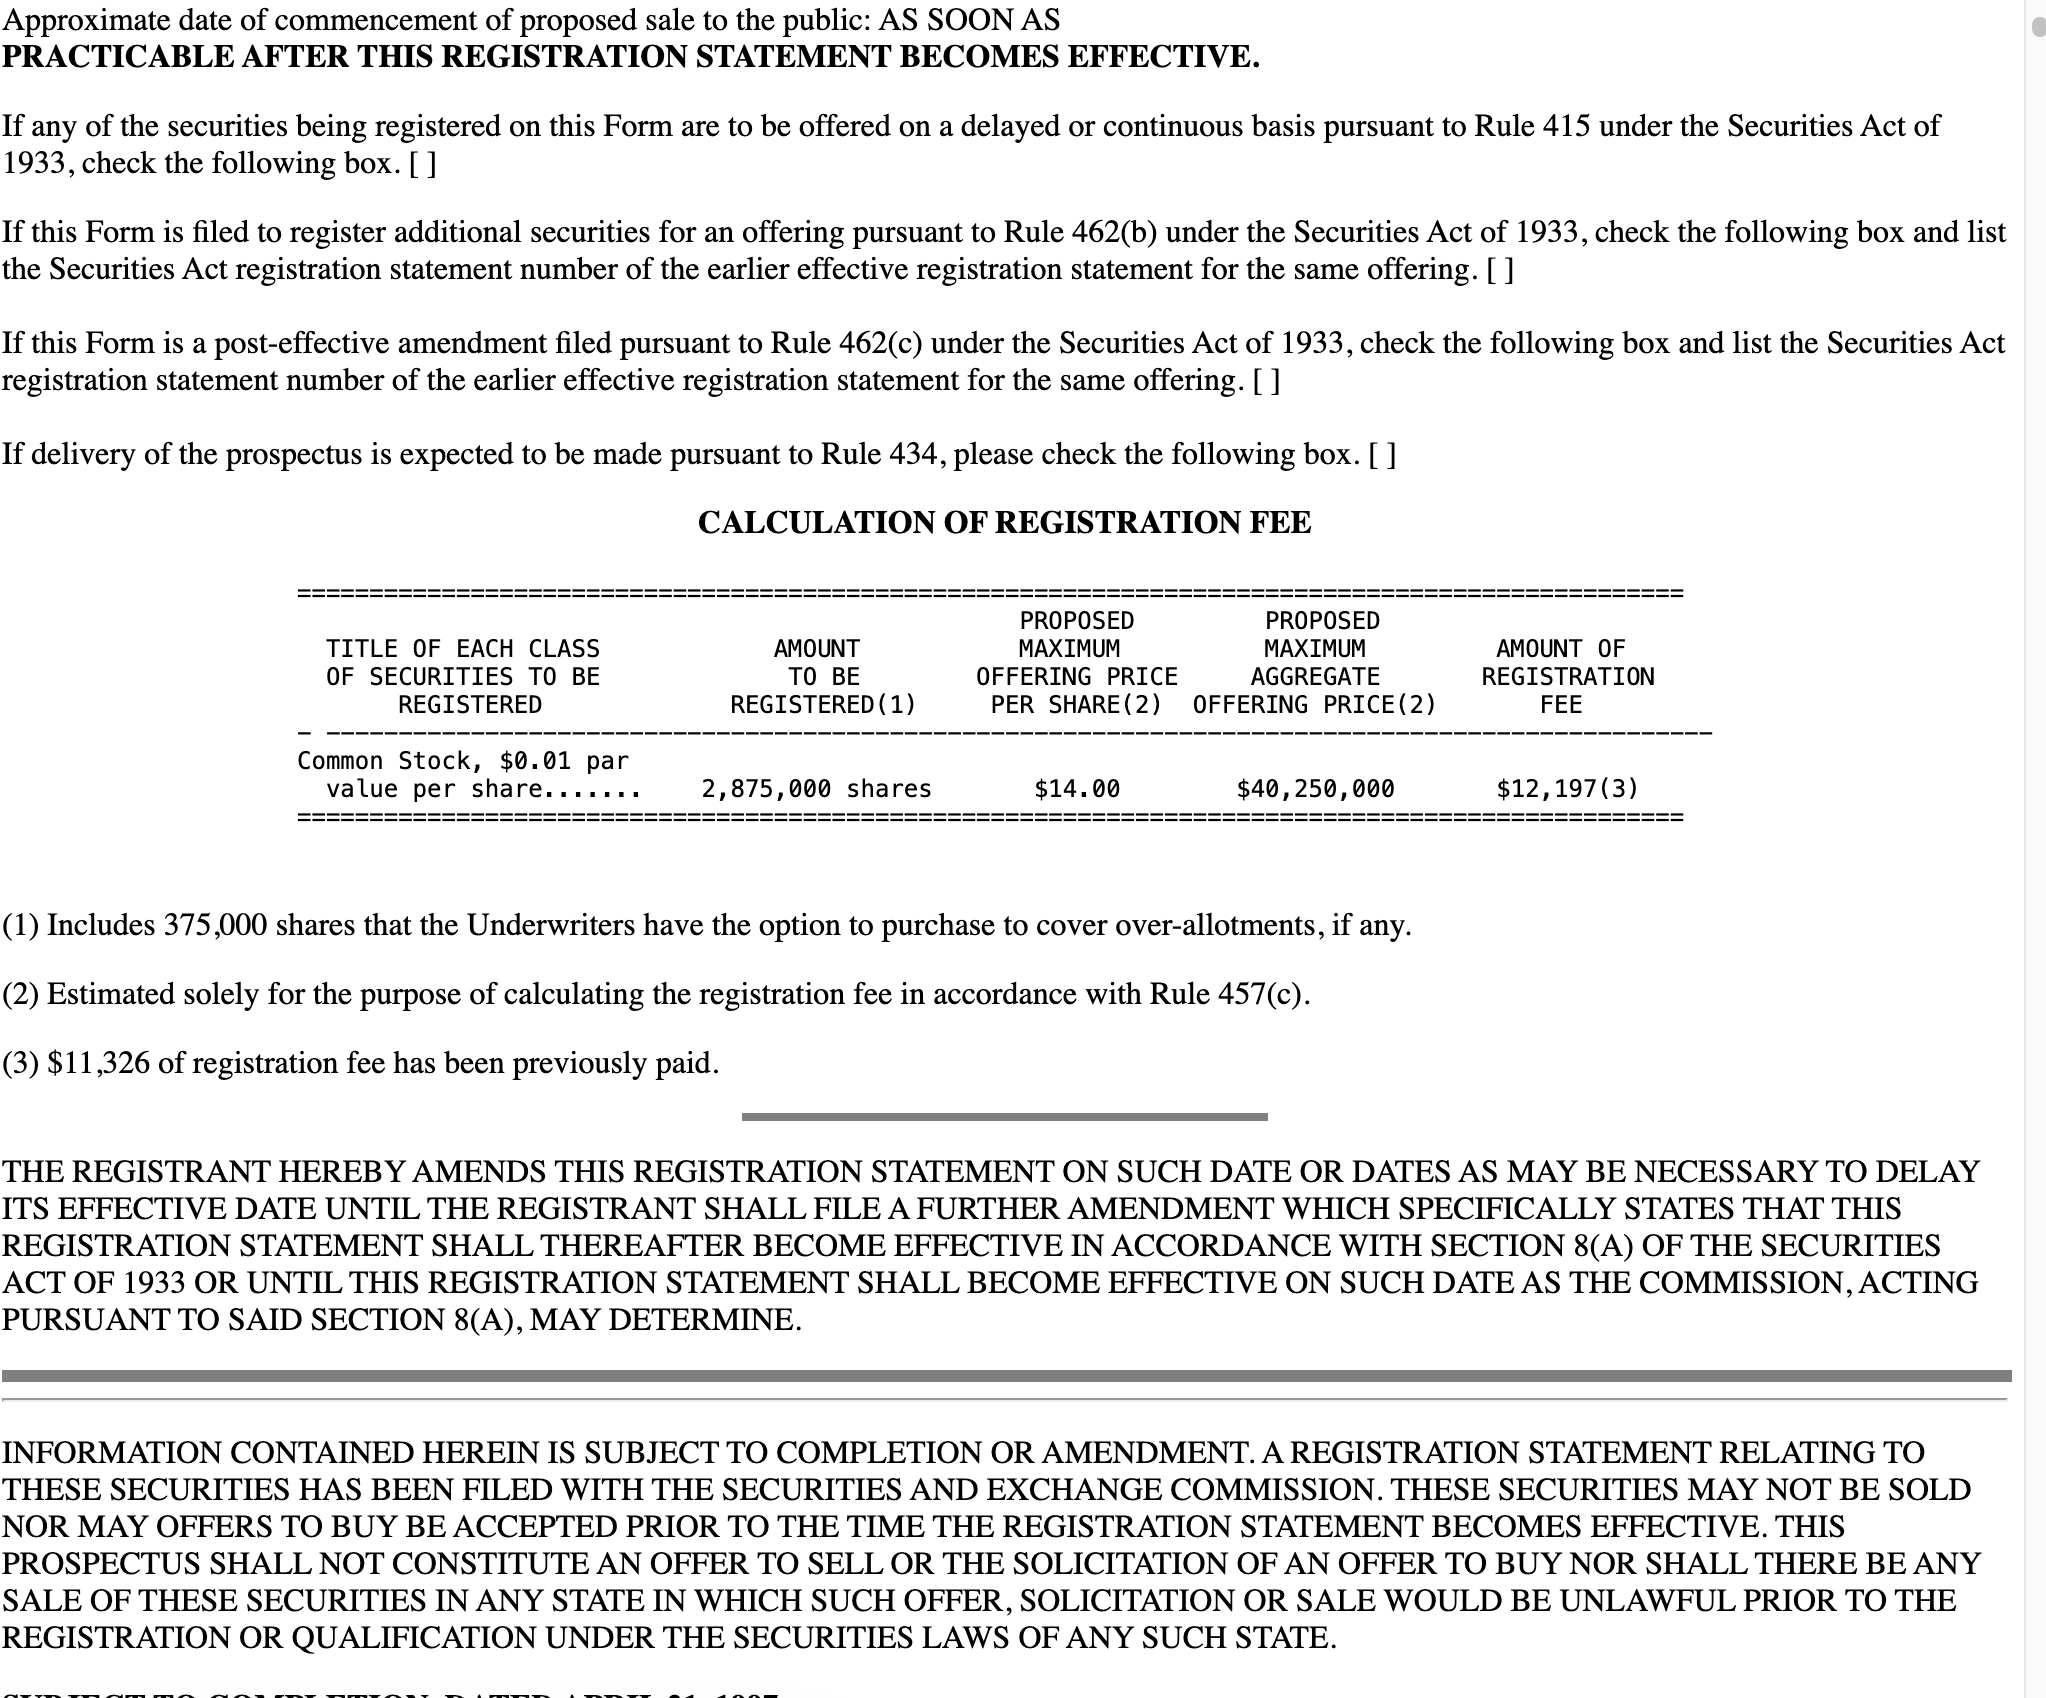 Approximate date of commencement of proposed sale to the public: AS SOON AS
PRACTICABLE AFTER THIS REGISTRATION STATEMENT BECOMES EFFECTIVE.
If any of the securities being registered on this Form are to be offered on a delayed or continuous basis pursuant to Rule 415 under the Securities Act of
1933, check the following box. [ ]
If this Form is filed to register additional securities for an offering pursuant to Rule 462(b) under the Securities Act of 1933, check the following box and list
the Securities Act registration statement number of the earlier effective registration statement for the same offering. [ ]
If this Form is a post-effective amendment filed pursuant to Rule 462(c) under the Securities Act of 1933, check the following box and list the Securities Act
registration statement number of the earlier effective registration statement for the same offering. [ ]
If delivery of the prospectus is expected to be made pursuant to Rule 434, please check the following box. [ ]
CALCULATION OF REGISTRATION FEE
PROPOSED PROPOSED
TITLE OF EACH CLASS AMOUNT MAXIMUM MAXIMUM AMOUNT OF
OF SECURITIES TO BE TO BE OFFERING PRICE AGGREGATE REGISTRATION
REGISTERED REGISTERED(1) PER SHARE(2) OFFERING PRICE(2) FEE
Common Stock, $0.01 par
value per share....... 2,875,000 shares $14.00 $40,250,000 $12,197(3)
(1) Includes 375,000 shares that the Underwriters have the option to purchase to cover over-allotments, if any.
(2) Estimated solely for the purpose of calculating the registration fee in accordance with Rule 457(c).
(3) $11,326 of registration fee has been previously paid.
THE REGISTRANT HEREBY AMENDS THIS REGISTRATION STATEMENT ON SUCH DATE OR DATES AS MAY BE NECESSARY TO DELAY
ITS EFFECTIVE DATE UNTIL THE REGISTRANT SHALL FILE A FURTHER AMENDMENT WHICH SPECIFICALLY STATES THAT THIS
REGISTRATION STATEMENT SHALL THEREAFTER BECOME EFFECTIVE IN ACCORDANCE WITH SECTION 8(A) OF THE SECURITIES
ACT OF 1933 OR UNTIL THIS REGISTRATION STATEMENT SHALL BECOME EFFECTIVE ON SUCH DATE AS THE COMMISSION, ACTING
PURSUANT TO SAID SECTION 8(A), MAY DETERMINE.
INFORMATION CONTAINED HEREIN IS SUBJECT TO COMPLETION OR AMENDMENT. A REGISTRATION STATEMENT RELATING TO
THESE SECURITIES HAS BEEN FILED WITH THE SECURITIES AND EXCHANGE COMMISSION. THESE SECURITIES MAY NOT BE SOLD
NOR MAY OFFERS TO BUY BE ACCEPTED PRIOR TO THE TIME THE REGISTRATION STATEMENT BECOMES EFFECTIVE. THIS
PROSPECTUS SHALL NOT CONSTITUTE AN OFFER TO SELL OR THE SOLICITATION OF AN OFFER TO BUY NOR SHALL THERE BE ANY
SALE OF THESE SECURITIES IN ANY STATE IN WHICH SUCH OFFER, SOLICITATION OR SALE WOULD BE UNLAWFUL PRIOR TO THE
REGISTRATION OR QUALIFICATION UNDER THE SECURITIES LAWS OF ANY SUCH STATE.